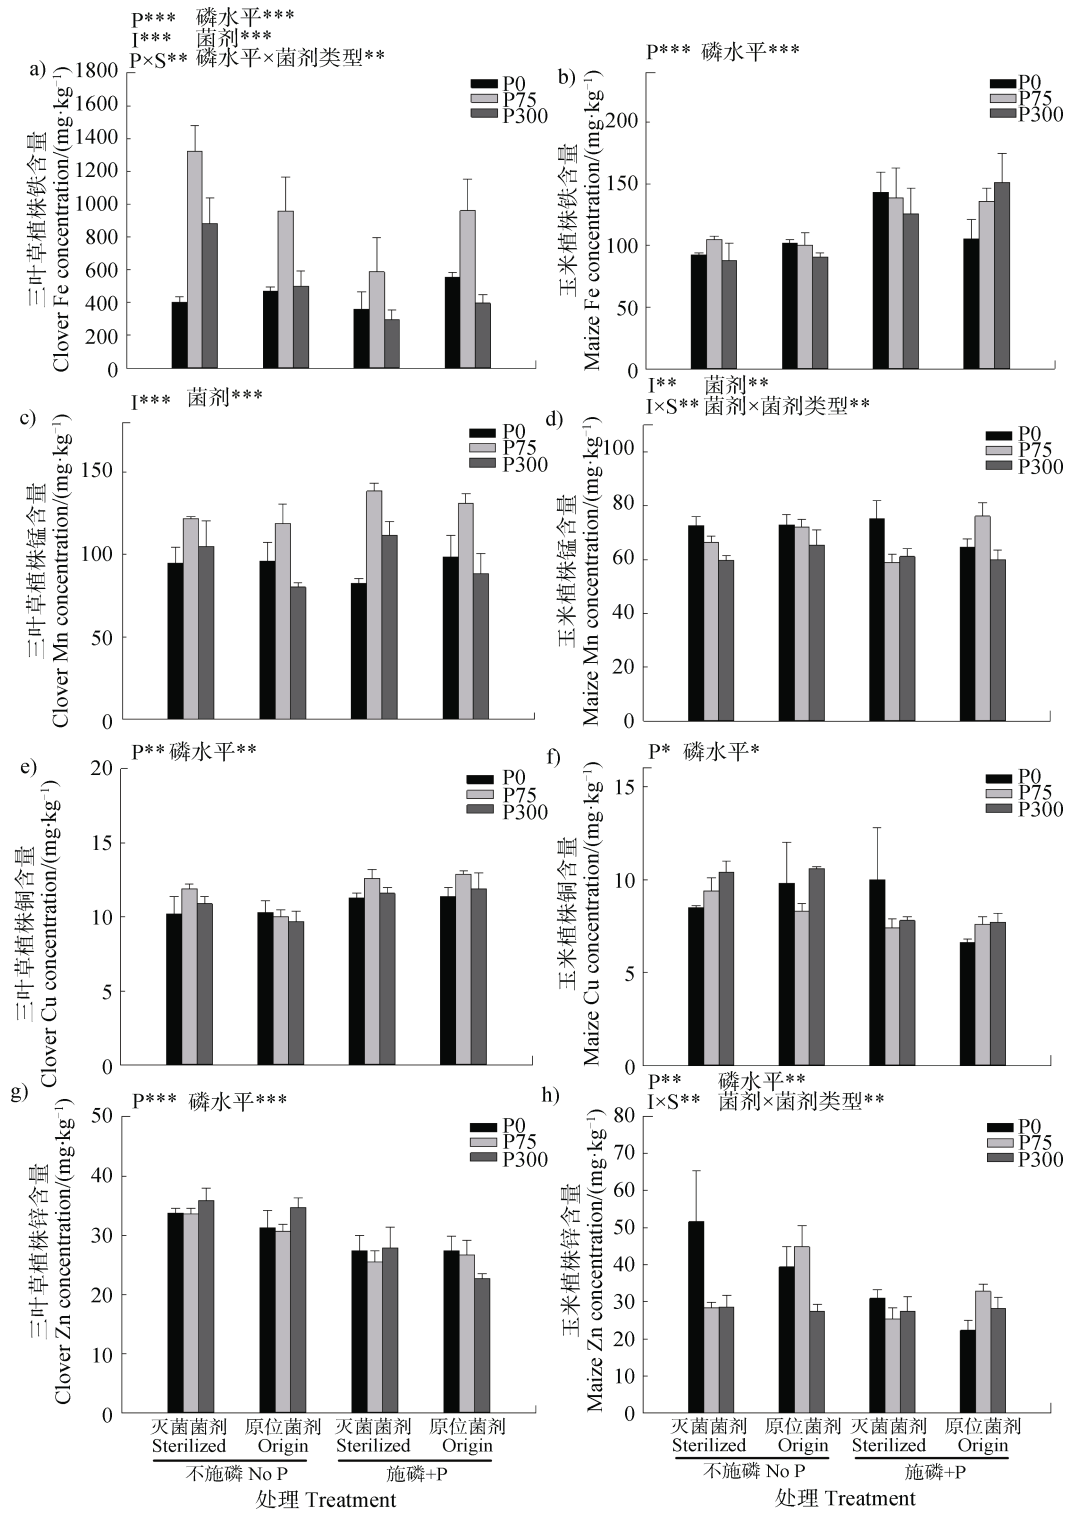 P*** 磷水平***
I*** 菌剂***
P×S** 磷水平×菌剂类型**
a)
1800
1600
1400
1200
1000
800
600
400
200
0
三叶草植株铁含量
Clover Fe concentration/(mg·kg⁻¹)
P0
P75
P300
P*** 磷水平***
b)
200
150
100
50
0
玉米植株铁含量
Maize Fe concentration/(mg·kg⁻¹)
P0
P75
P300
I*** 菌剂***
c)
150
100
50
0
三叶草植株锰含量
Clover Mn concentration/(mg·kg⁻¹)
P0
P75
P300
I** 菌剂**
I×S** 菌剂×菌剂类型**
d)
100
80
60
40
20
0
玉米植株锰含量
Maize Mn concentration/(mg·kg⁻¹)
P0
P75
P300
P** 磷水平**
e)
20
15
10
5
0
三叶草植株铜含量
Clover Cu concentration/(mg·kg⁻¹)
P0
P75
P300
P* 磷水平*
f)
15
10
5
0
玉米植株铜含量
Maize Cu concentration/(mg·kg⁻¹)
P0
P75
P300
P*** 磷水平***
g)
50
40
30
20
10
0
三叶草植株锌含量
Clover Zn concentration/(mg·kg⁻¹)
P0
P75
P300
灭菌菌剂 原位菌剂 灭菌菌剂 原位菌剂
Sterilized Origin Sterilized Origin
不施磷 No P 施磷+P
处理 Treatment
P** 磷水平**
I×S** 菌剂×菌剂类型**
h)
80
70
60
50
40
30
20
10
0
玉米植株锌含量
Maize Zn concentration/(mg·kg⁻¹)
P0
P75
P300
灭菌菌剂 原位菌剂 灭菌菌剂 原位菌剂
Sterilized Origin Sterilized Origin
不施磷 No P 施磷+P
处理 Treatment